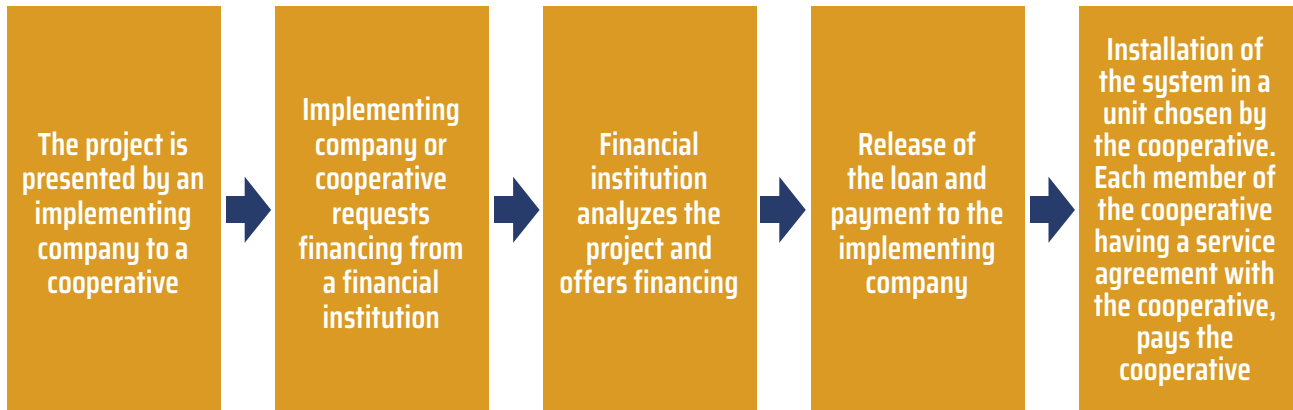 The project is
presented by an
implementing
company to a
cooperative
Implementing
company or
cooperative
requests
financing from
a financial
institution
Financial
institution
analyzes the
project and
offers financing
Release of
the loan and
payment to the
implementing
company
Installation of
the system in a
unit chosen by
the cooperative.
Each member of
the cooperative
having a service
agreement with
the cooperative,
pays the
cooperative